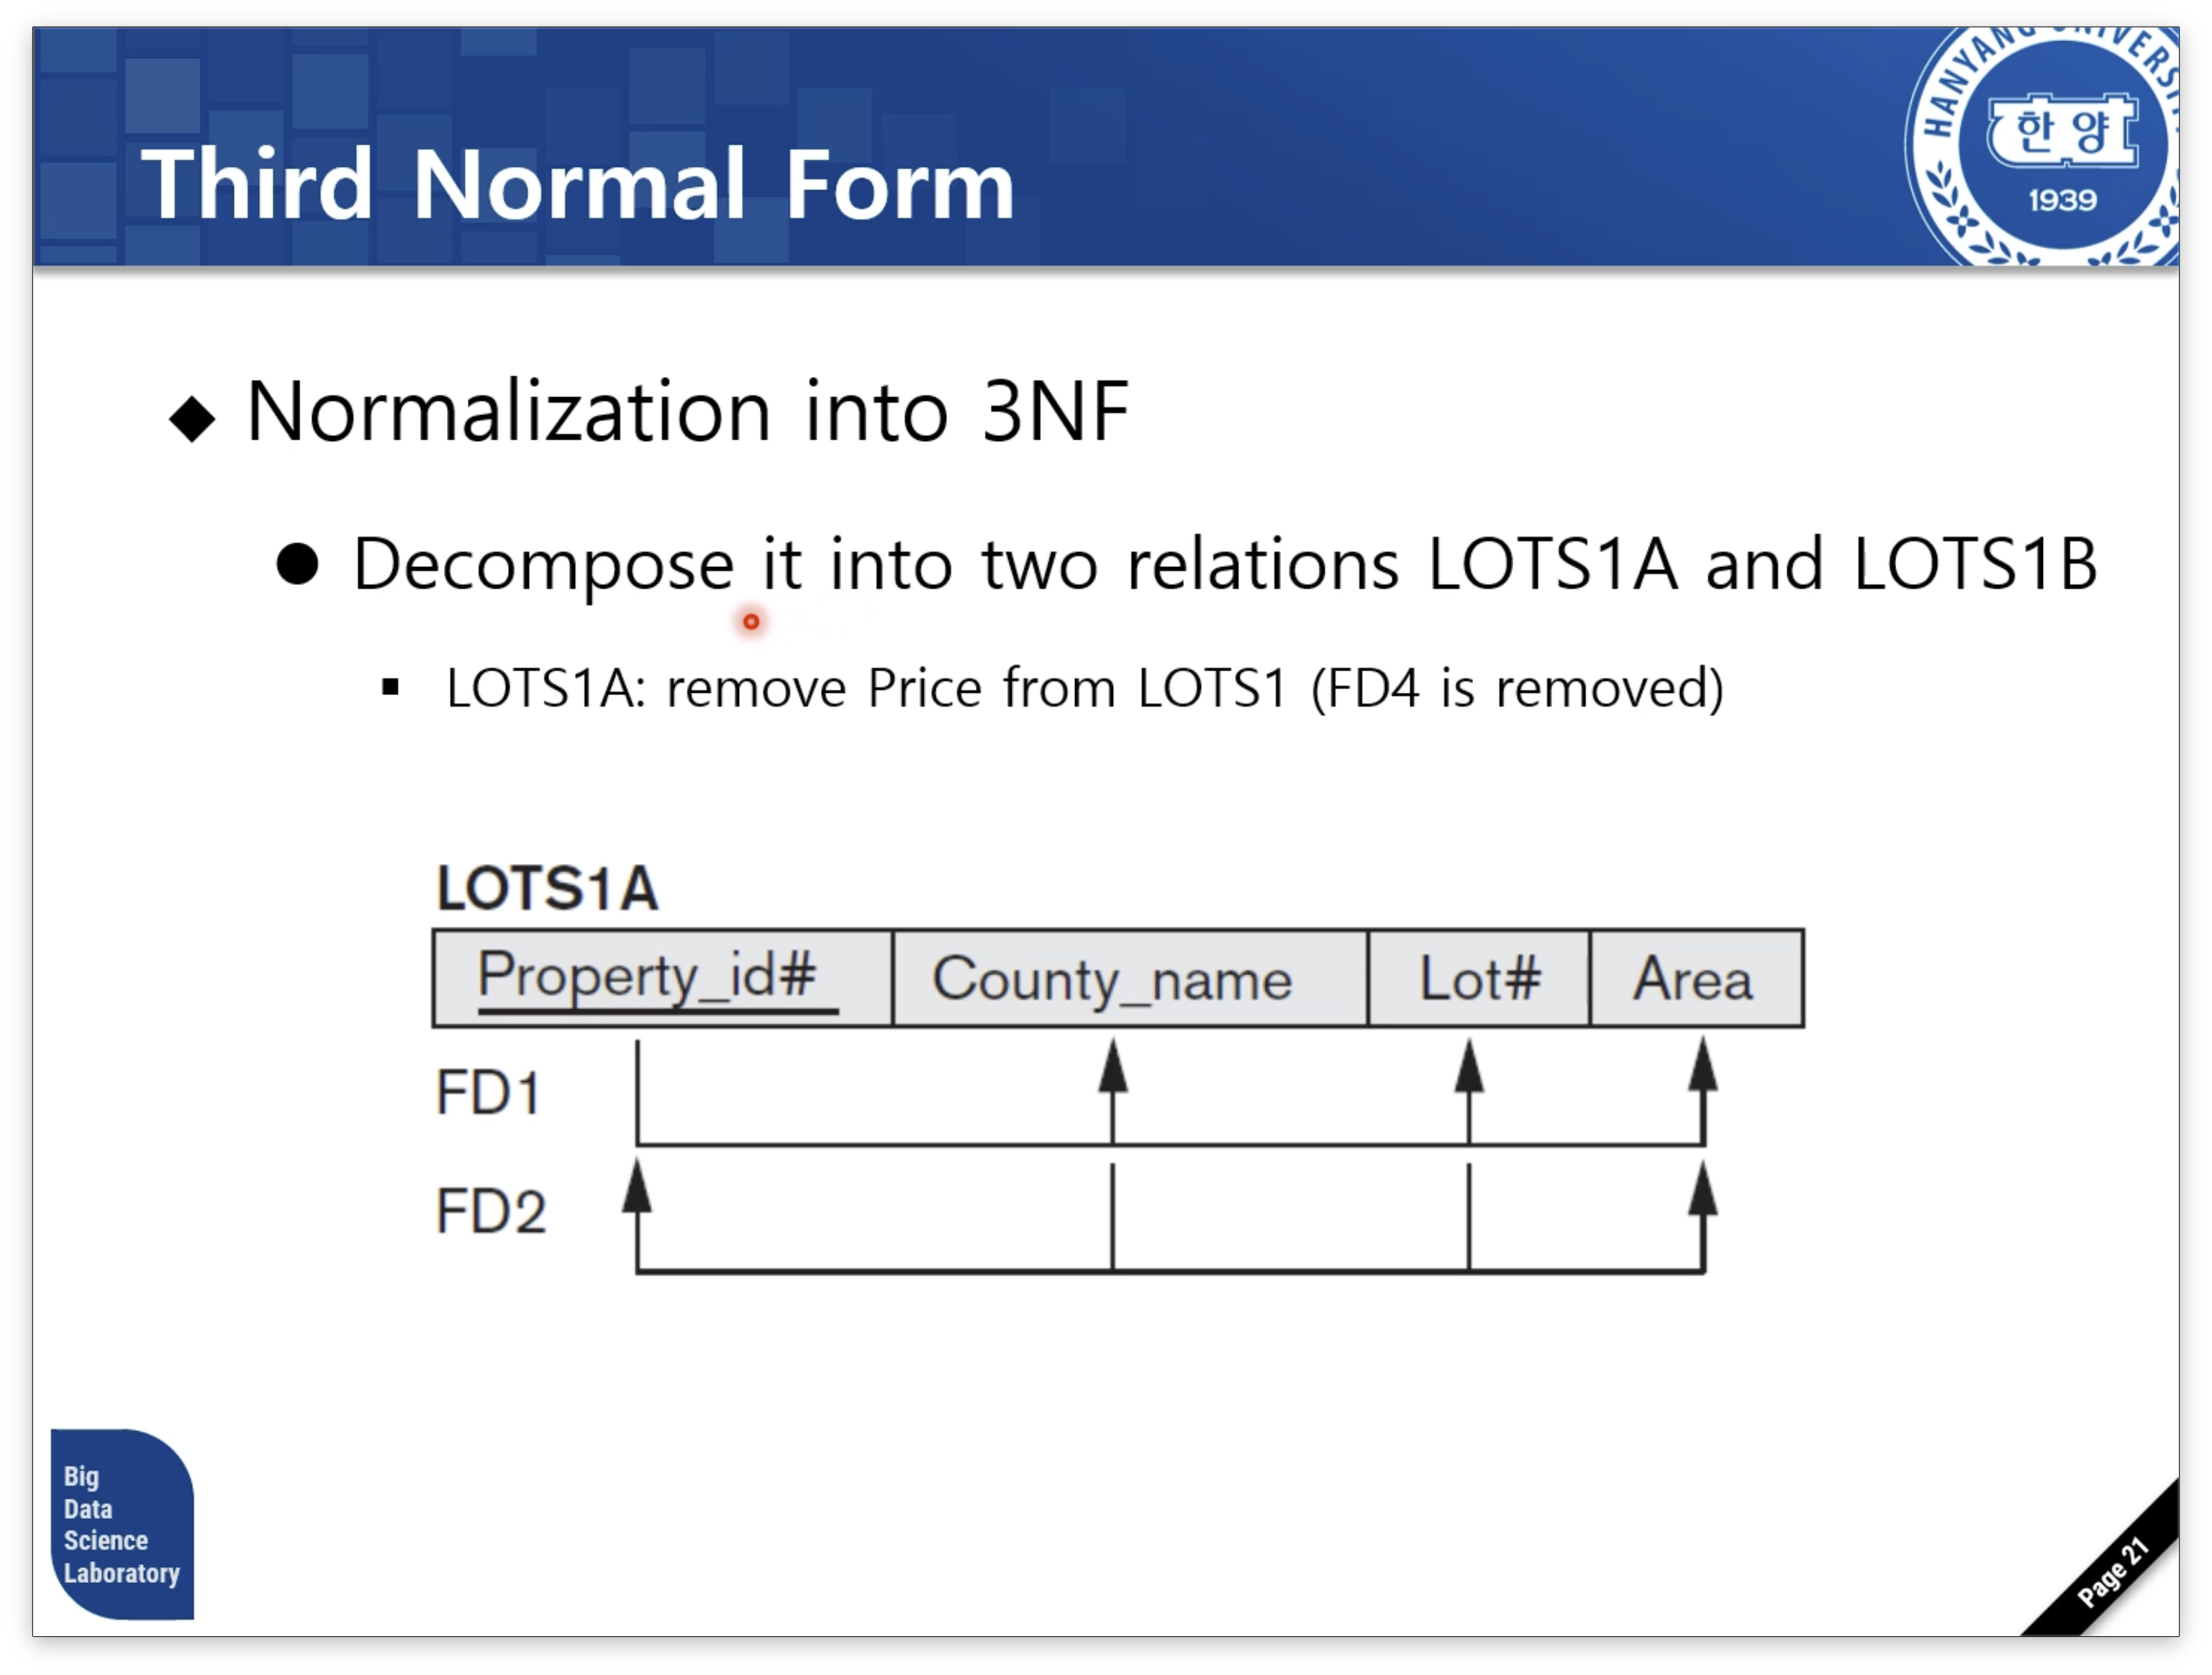 Third Normal Form
HANYANG UNIVERSITY
한양
1939
◆ Normalization into 3NF
● Decompose it into two relations LOTS1A and LOTS1B
▪ LOTS1A: remove Price from LOTS1 (FD4 is removed)
LOTS1A
Property_id# County_name Lot# Area
FD1
FD2
Big
Data
Science
Laboratory
Page 21